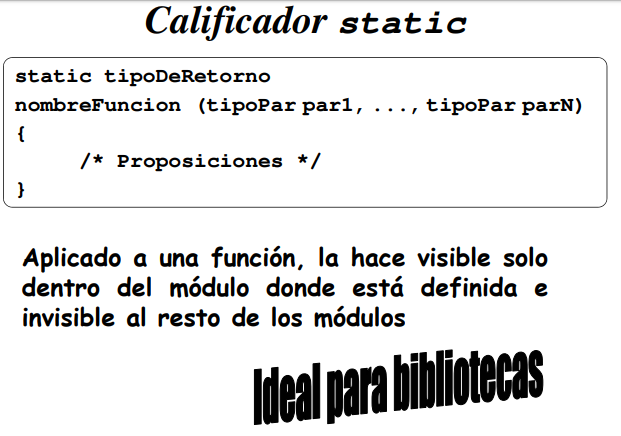 Calificador static
static tipoDeRetorno
nombreFuncion (tipoPar par1, ..., tipoPar parN)
{
/* Proposiciones */
}
Aplicado a una función, la hace visible solo
dentro del módulo donde está definida e
invisible al resto de los módulos
Ideal para bibliotecas